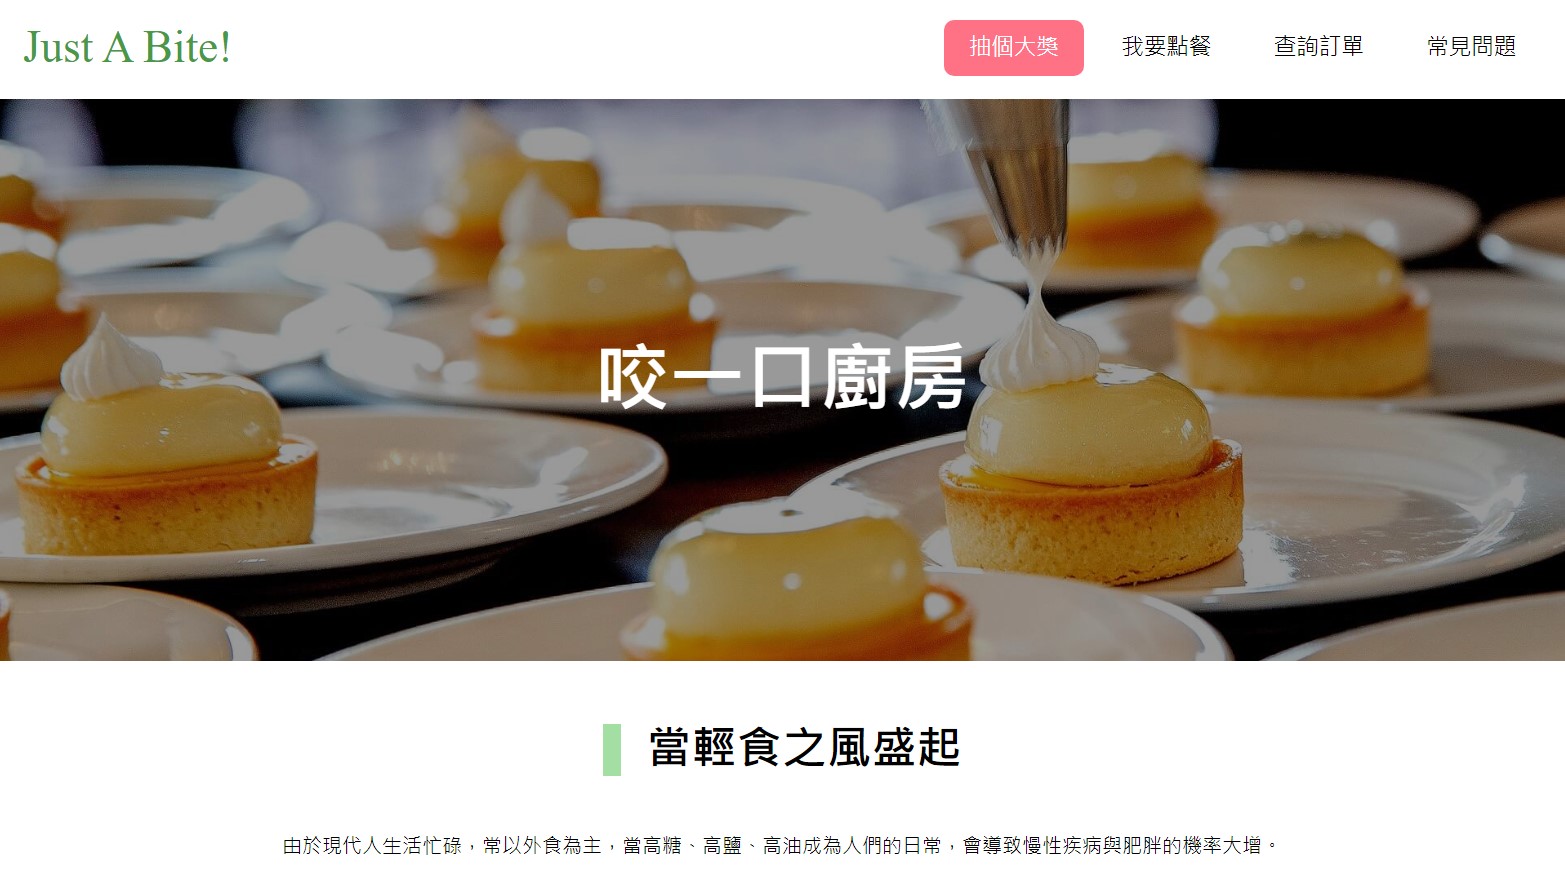 Just A Bite!
抽個大獎 我要點餐 查詢訂單 常見問題
咬一口廚房
當輕食之風盛起
由於現代人生活忙碌，常以外食為主，當高糖、高鹽、高油成為人們的日常，會導致慢性疾病與肥胖的機率大增。